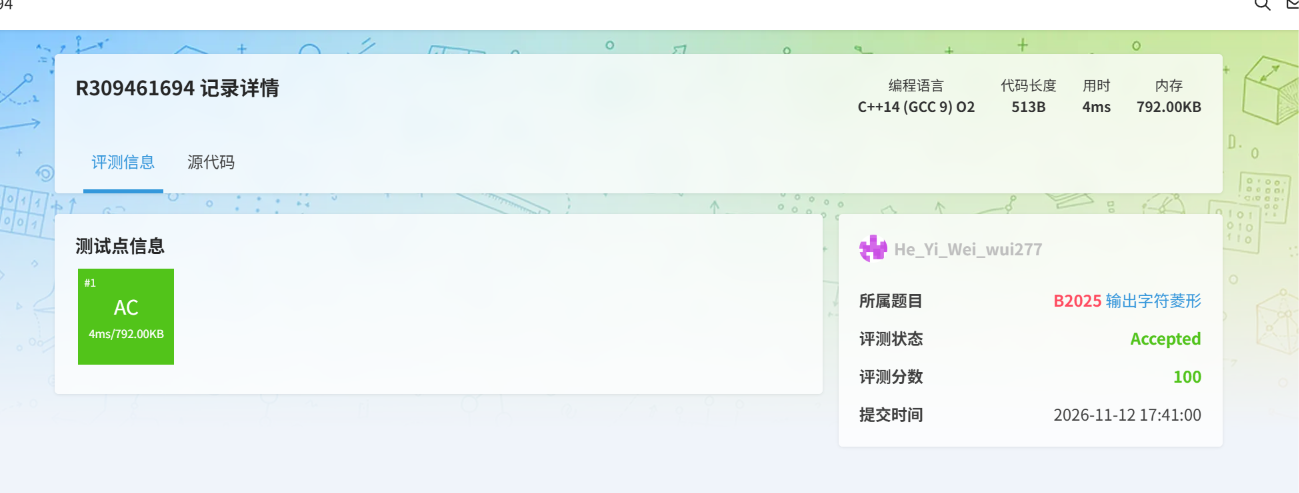 R309461694 记录详情
编程语言 代码长度 用时 内存
C++14 (GCC 9) O2 513B 4ms 792.00KB
评测信息 源代码
测试点信息
#1
AC
4ms/792.00KB
He_Yi_Wei_wui277
所属题目 B2025 输出字符菱形
评测状态 Accepted
评测分数 100
提交时间 2026-11-12 17:41:00